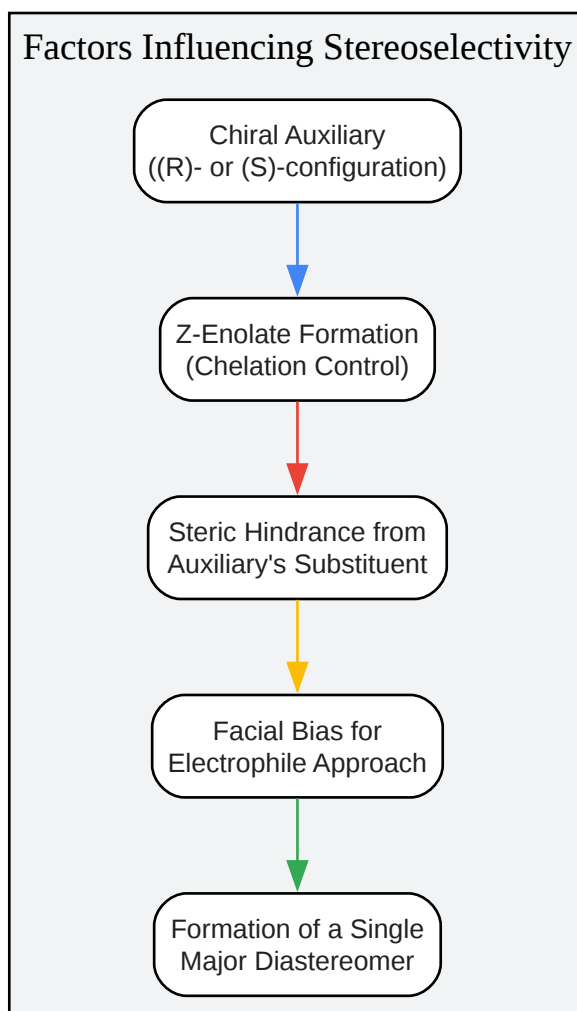 Factors Influencing Stereoselectivity
Chiral Auxiliary
((R)- or (S)-configuration)
Z-Enolate Formation
(Chelation Control)
Steric Hindrance from
Auxiliary's Substituent
Facial Bias for
Electrophile Approach
Formation of a Single
Major Diastereomer